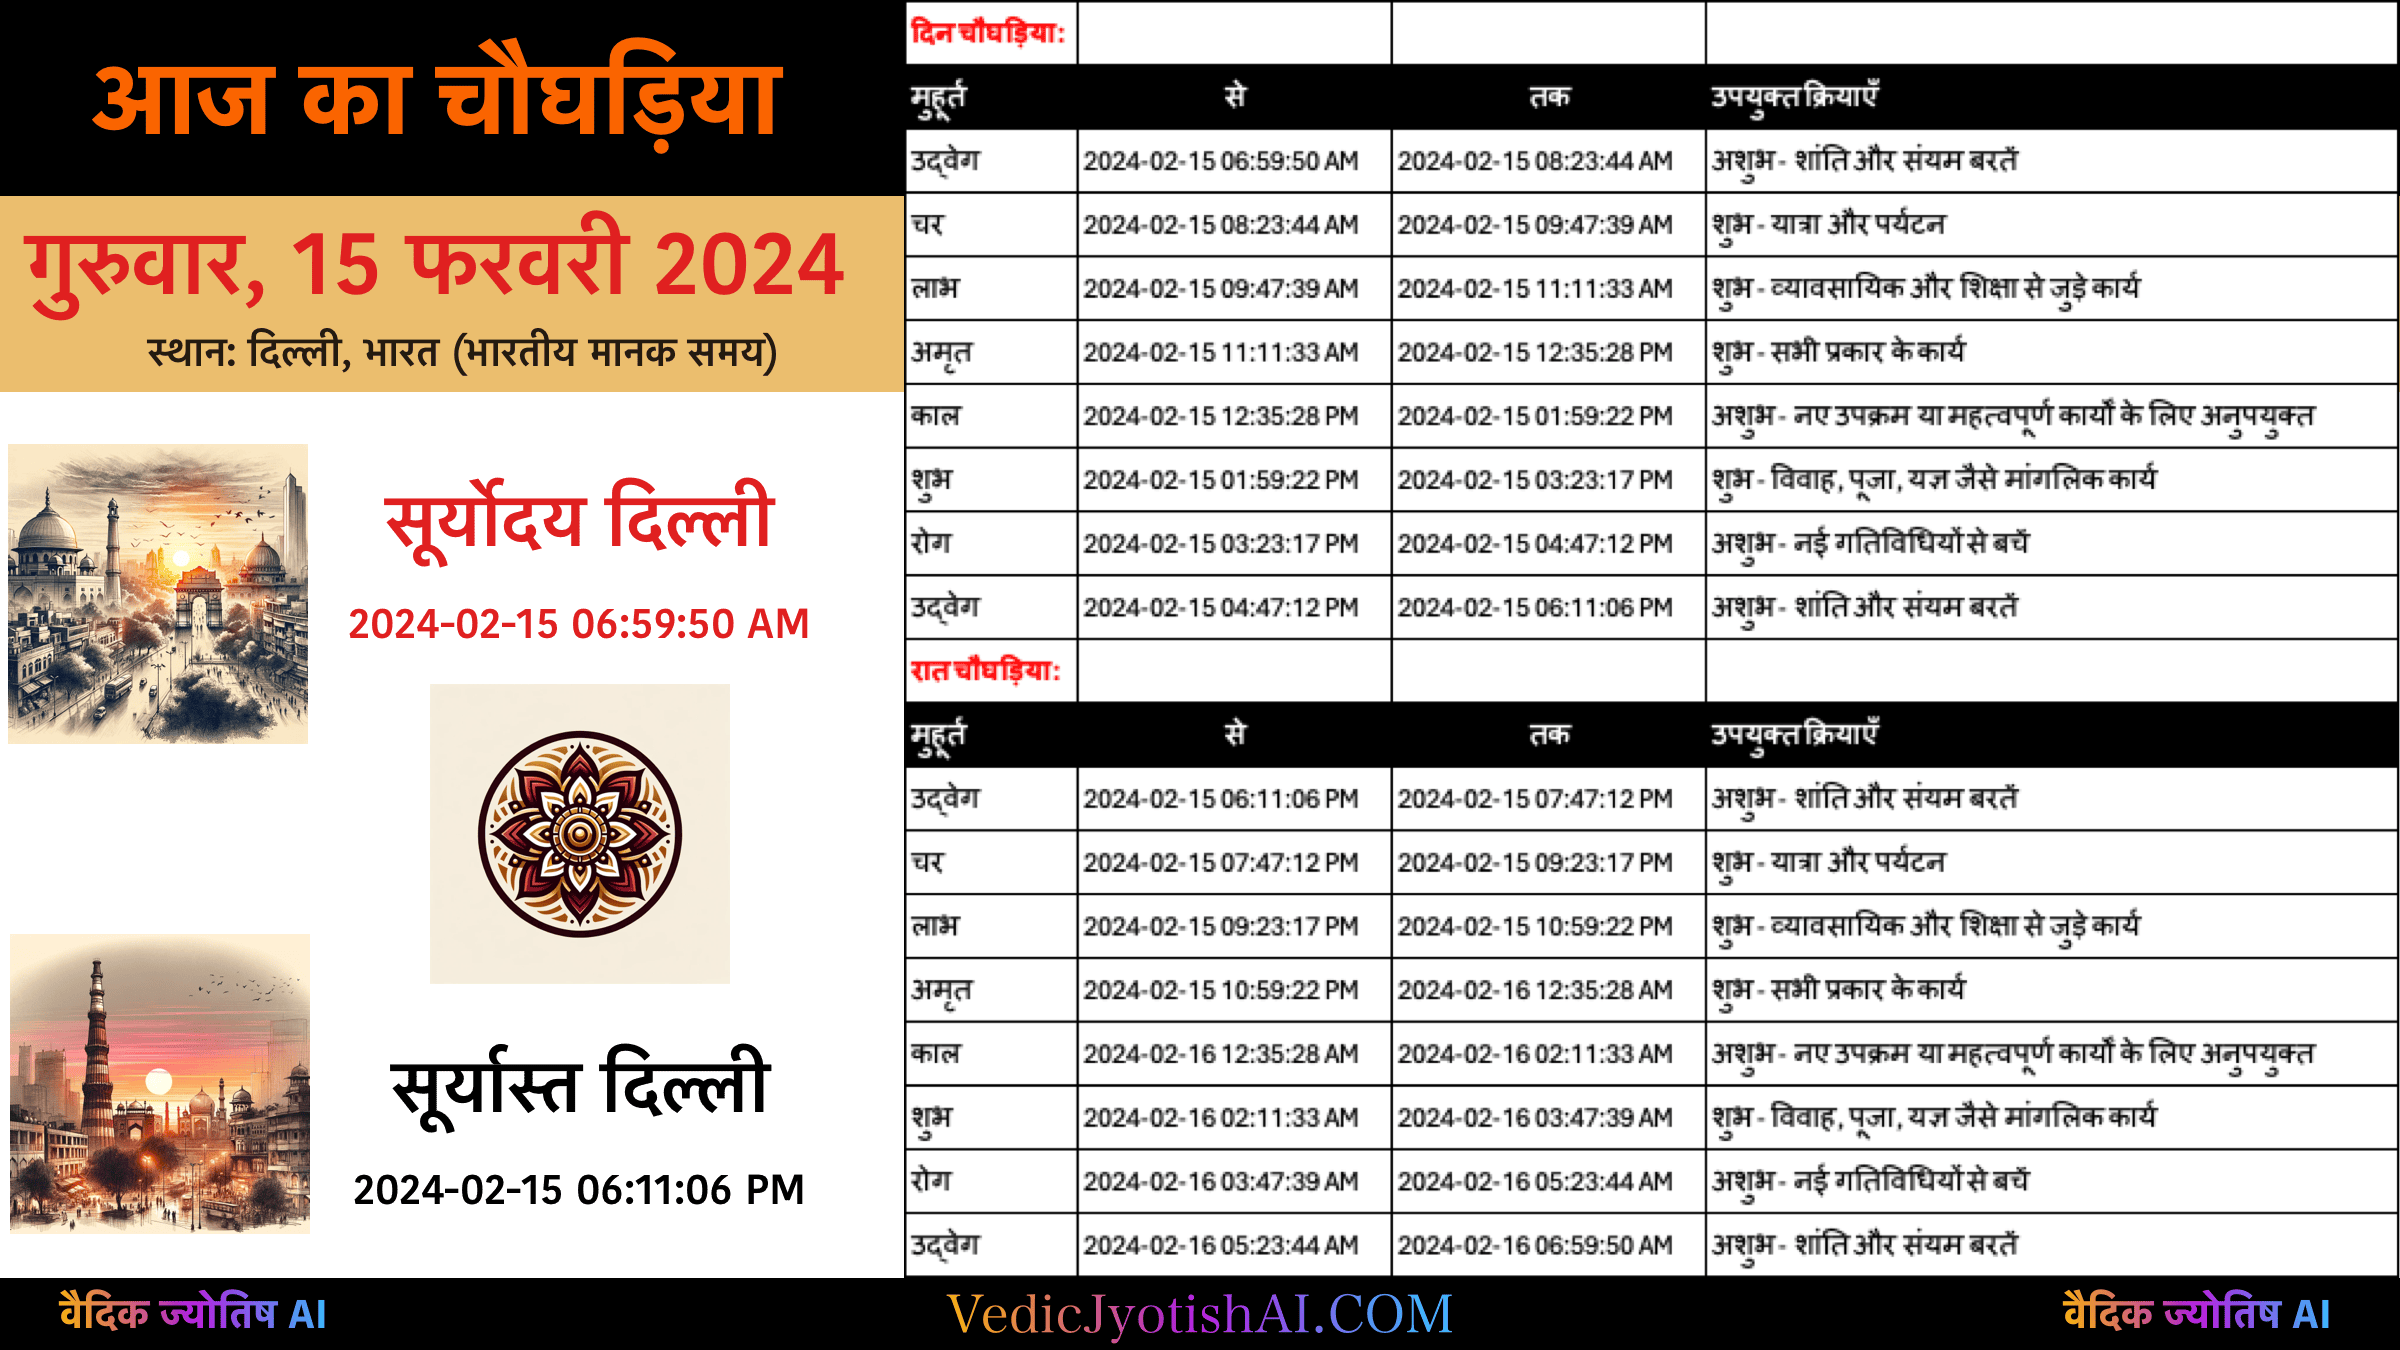 आज का चौघड़िया
गुरुवार, 15 फरवरी 2024
स्थान: दिल्ली, भारत (भारतीय मानक समय)
सूर्योदय दिल्ली
2024-02-15 06:59:50 AM
सूर्यास्त दिल्ली
2024-02-15 06:11:06 PM
दिन चौघड़िया:
मुहूर्त से तक उपयुक्त क्रियाएँ
उद्वेग 2024-02-15 06:59:50 AM 2024-02-15 08:23:44 AM अशुभ - शांति और संयम बरतें
चर 2024-02-15 08:23:44 AM 2024-02-15 09:47:39 AM शुभ - यात्रा और पर्यटन
लाभ 2024-02-15 09:47:39 AM 2024-02-15 11:11:33 AM शुभ - व्यावसायिक और शिक्षा से जुड़े कार्य
अमृत 2024-02-15 11:11:33 AM 2024-02-15 12:35:28 PM शुभ - सभी प्रकार के कार्य
काल 2024-02-15 12:35:28 PM 2024-02-15 01:59:22 PM अशुभ - नए उपक्रम या महत्वपूर्ण कार्यों के लिए अनुपयुक्त
शुभ 2024-02-15 01:59:22 PM 2024-02-15 03:23:17 PM शुभ - विवाह, पूजा, यज्ञ जैसे मांगलिक कार्य
रोग 2024-02-15 03:23:17 PM 2024-02-15 04:47:12 PM अशुभ - नई गतिविधियों से बचें
उद्वेग 2024-02-15 04:47:12 PM 2024-02-15 06:11:06 PM अशुभ - शांति और संयम बरतें
रात चौघड़िया:
मुहूर्त से तक उपयुक्त क्रियाएँ
उद्वेग 2024-02-15 06:11:06 PM 2024-02-15 07:47:12 PM अशुभ - शांति और संयम बरतें
चर 2024-02-15 07:47:12 PM 2024-02-15 09:23:17 PM शुभ - यात्रा और पर्यटन
लाभ 2024-02-15 09:23:17 PM 2024-02-15 10:59:22 PM शुभ - व्यावसायिक और शिक्षा से जुड़े कार्य
अमृत 2024-02-15 10:59:22 PM 2024-02-16 12:35:28 AM शुभ - सभी प्रकार के कार्य
काल 2024-02-16 12:35:28 AM 2024-02-16 02:11:33 AM अशुभ - नए उपक्रम या महत्वपूर्ण कार्यों के लिए अनुपयुक्त
शुभ 2024-02-16 02:11:33 AM 2024-02-16 03:47:39 AM शुभ - विवाह, पूजा, यज्ञ जैसे मांगलिक कार्य
रोग 2024-02-16 03:47:39 AM 2024-02-16 05:23:44 AM अशुभ - नई गतिविधियों से बचें
उद्वेग 2024-02-16 05:23:44 AM 2024-02-16 06:59:50 AM अशुभ - शांति और संयम बरतें
वैदिक ज्योतिष AI VedicJyotishAI.COM वैदिक ज्योतिष AI